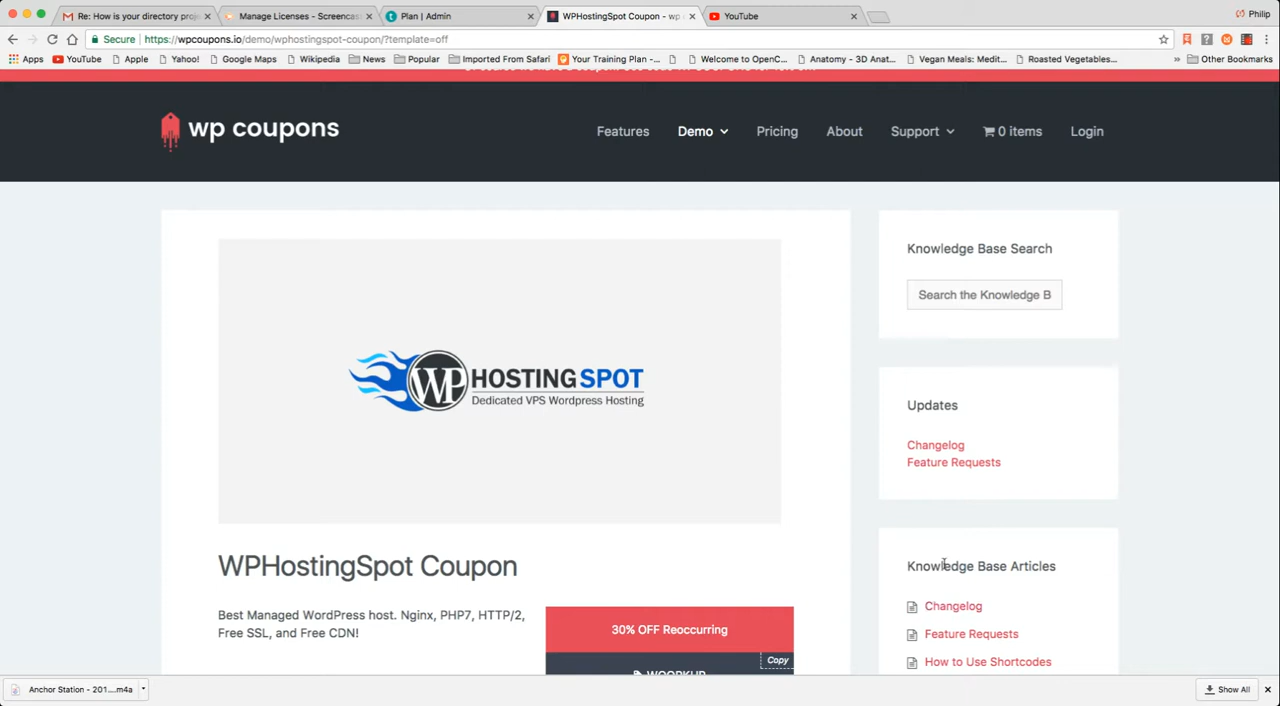 Re: How is your directory proj
Manage Licenses - Screencas
Plan | Admin
WPHostingSpot Coupon - wp
YouTube
Philip
Secure
https://wpcoupons.io/demo/wphostingspot-coupon/?template=off
Apps
YouTube
Apple
Yahoo!
Google Maps
Wikipedia
News
Popular
Imported From Safari
Your Training Plan -...
Welcome to OpenC...
Anatomy - 3D Anat...
Vegan Meals: Medit...
Roasted Vegetables...
»
Other Bookmarks
wp coupons
Features
Demo
Pricing
About
Support
0 items
Login
WP HOSTING SPOT
Dedicated VPS Wordpress Hosting
WPHostingSpot Coupon
Best Managed WordPress host. Nginx, PHP7, HTTP/2,
Free SSL, and Free CDN!
30% OFF Reoccurring
Copy
Knowledge Base Search
Search the Knowledge B
Updates
Changelog
Feature Requests
Knowledge Base Articles
Changelog
Feature Requests
How to Use Shortcodes
Anchor Station - 201....m4a
Show All